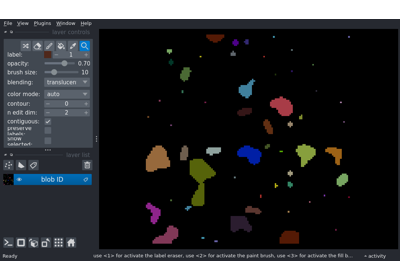 File View Plugins Window Help
layer controls
label: 1
opacity: 0.70
brush size: 10
blending: translucen
color mode: auto
contour: 0
n edit dim: 2
contiguous:
preserve
labels:
show
selected:
layer list
blob ID
Ready
use <1> for activate the label eraser, use <2> for activate the paint brush, use <3> for activate the fill b...
activity